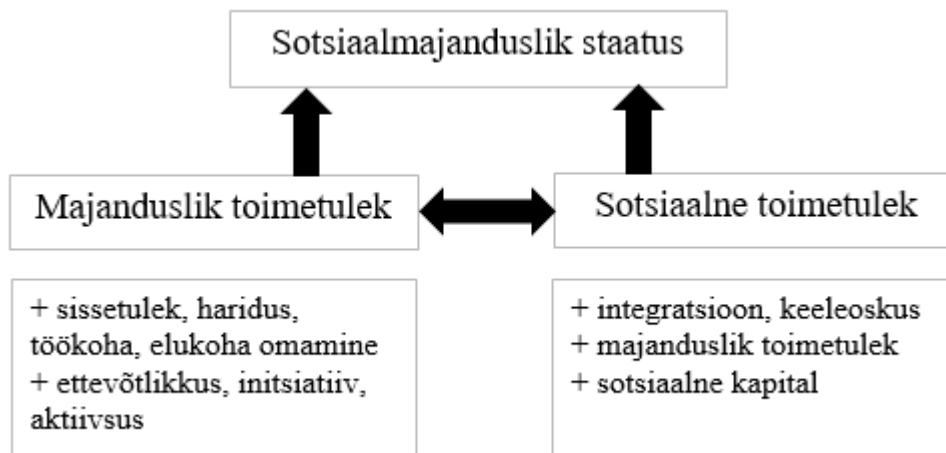 Sotsiaalmajanduslik staatus
Majanduslik toimetulek
Sotsiaalne toimetulek
+ sissetulek, haridus,
töökoha, elukoha omamine
+ ettevõtlikkus, initsiatiiv,
aktiivsus
+ integratsioon, keeleoskus
+ majanduslik toimetulek
+ sotsiaalne kapital